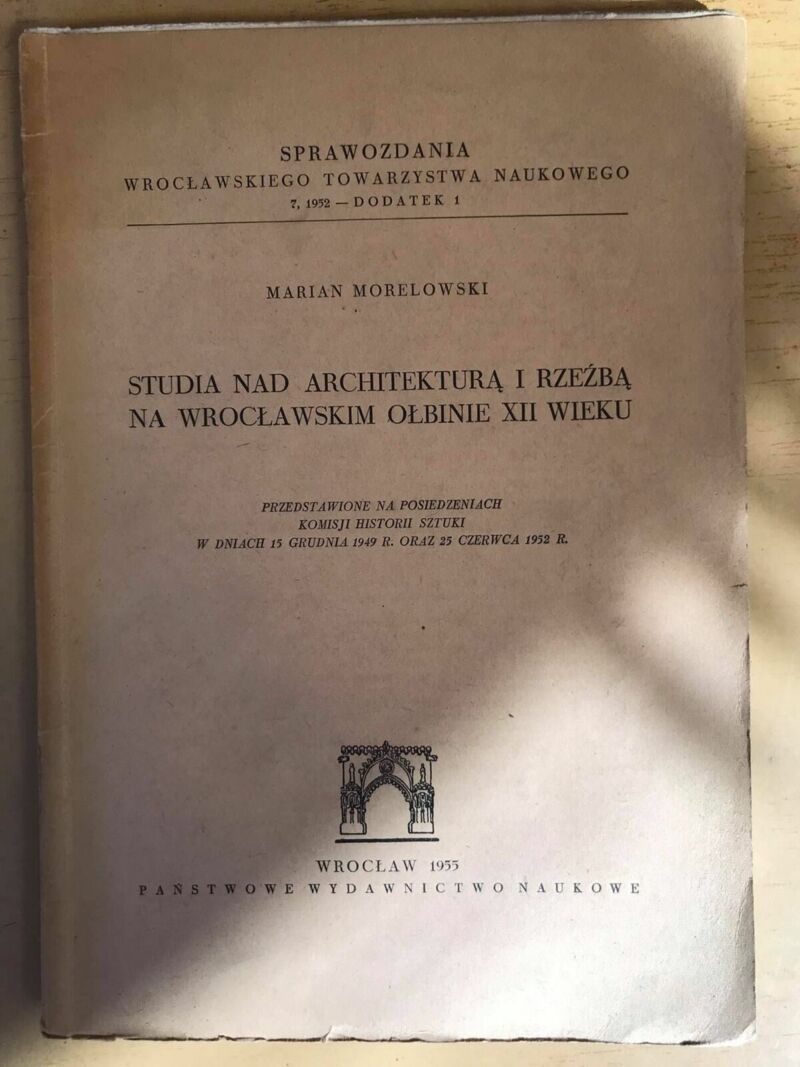 SPRAWOZDANIA
WROCŁAWSKIEGO TOWARZYSTWA NAUKOWEGO
7, 1952 — DODATEK 1
MARIAN MORELOWSKI
STUDIA NAD ARCHITEKTURĄ I RZEŹBĄ
NA WROCŁAWSKIM OŁBINIE XII WIEKU
PRZEDSTAWIONE NA POSIEDZENIACH
KOMISJI HISTORII SZTUKI
W DNIACH 15 GRUDNIA 1949 R. ORAZ 25 CZERWCA 1952 R.
WROCŁAW 1955
PAŃSTWOWE WYDAWNICTWO NAUKOWE